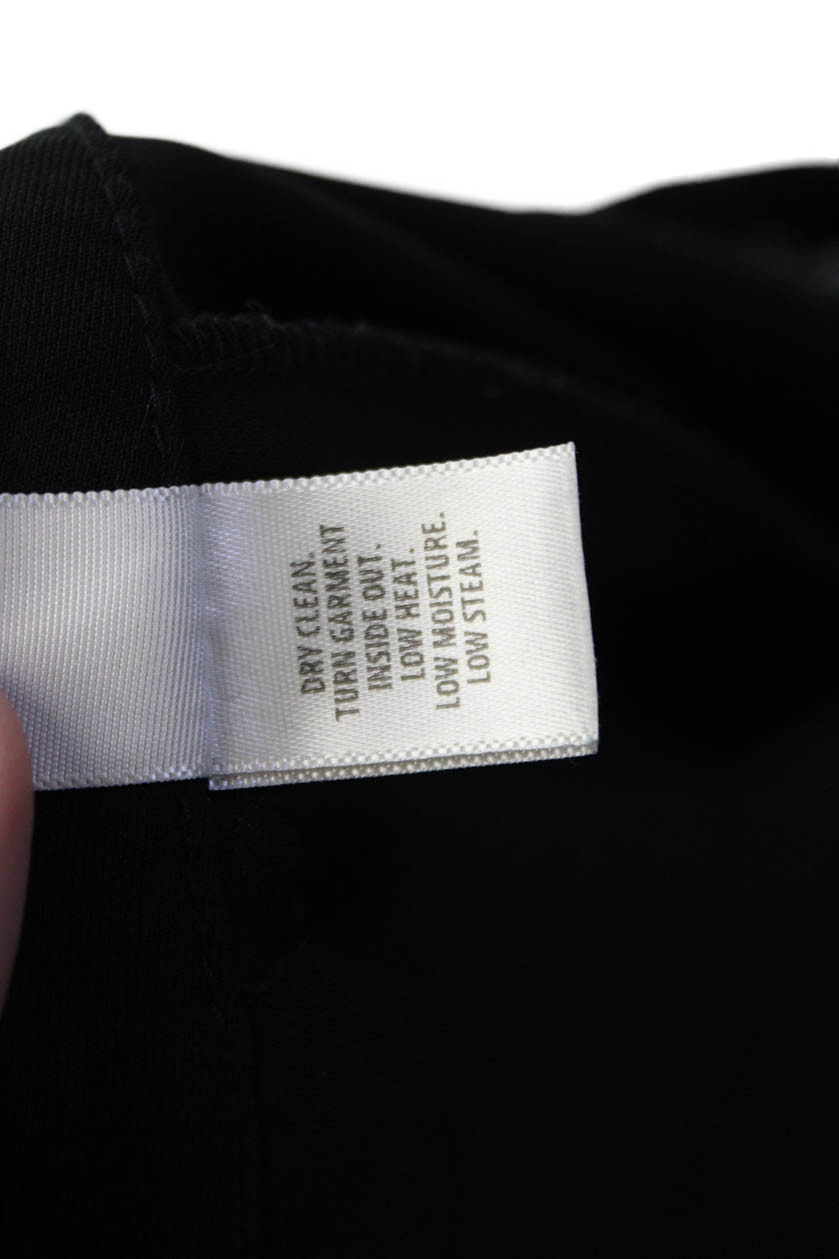 DRY CLEAN.
TURN GARMENT
INSIDE OUT.
LOW HEAT.
LOW MOISTURE.
LOW STEAM.